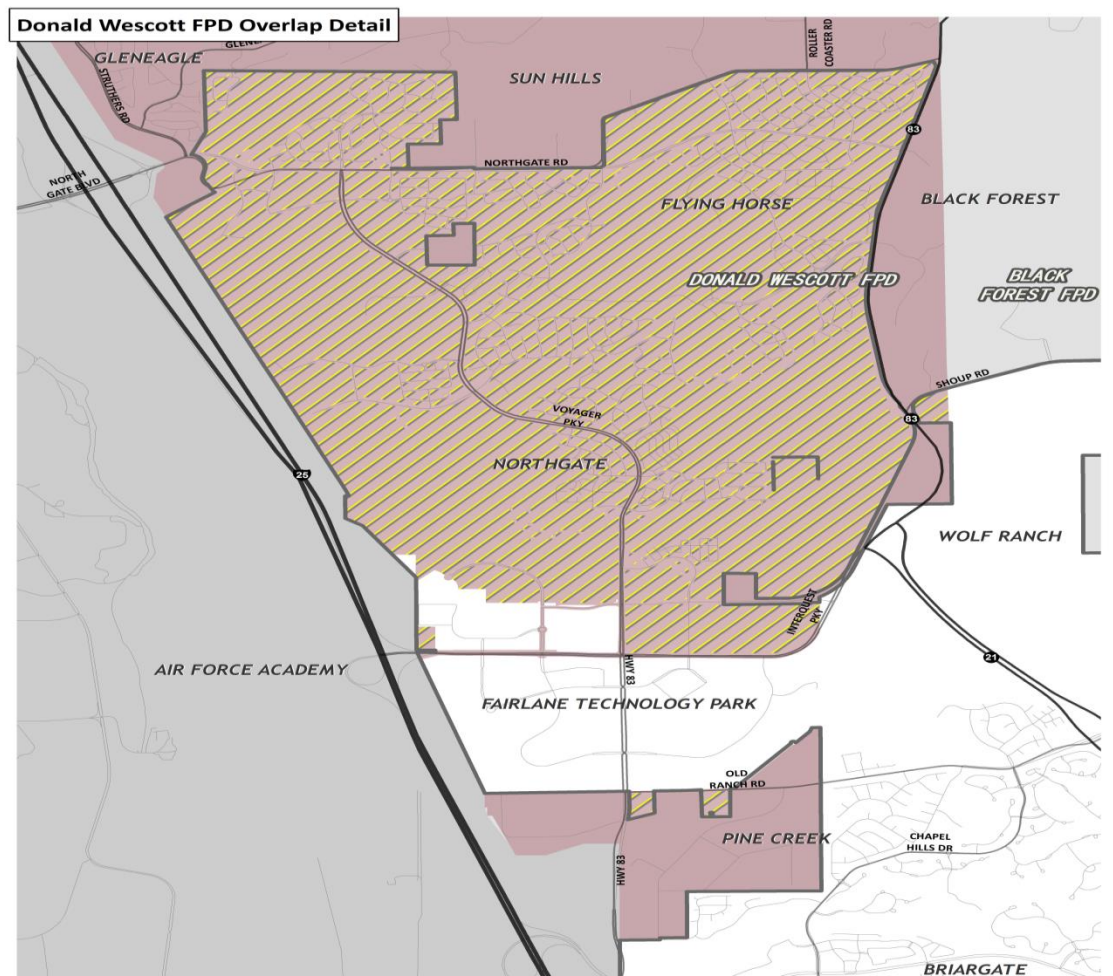 Donald Wescott FPD Overlap Detail
GLENEAGLE
STRUTHERS RD
SUN HILLS
ROLLER
COASTER RD
83
NORTH
GATE BLVD
NORTHGATE RD
FLYING HORSE
BLACK FOREST
DONALD WESCOTT FPD
BLACK
FOREST FPD
SHOUP RD
83
VOYAGER
PKY
NORTHGATE
25
WOLF RANCH
INTERQUEST
PKY
AIR FORCE ACADEMY
HWY 83
21
FAIRLANE TECHNOLOGY PARK
OLD
RANCH RD
PINE CREEK
CHAPEL
HILLS DR
HWY 83
BRIARGATE